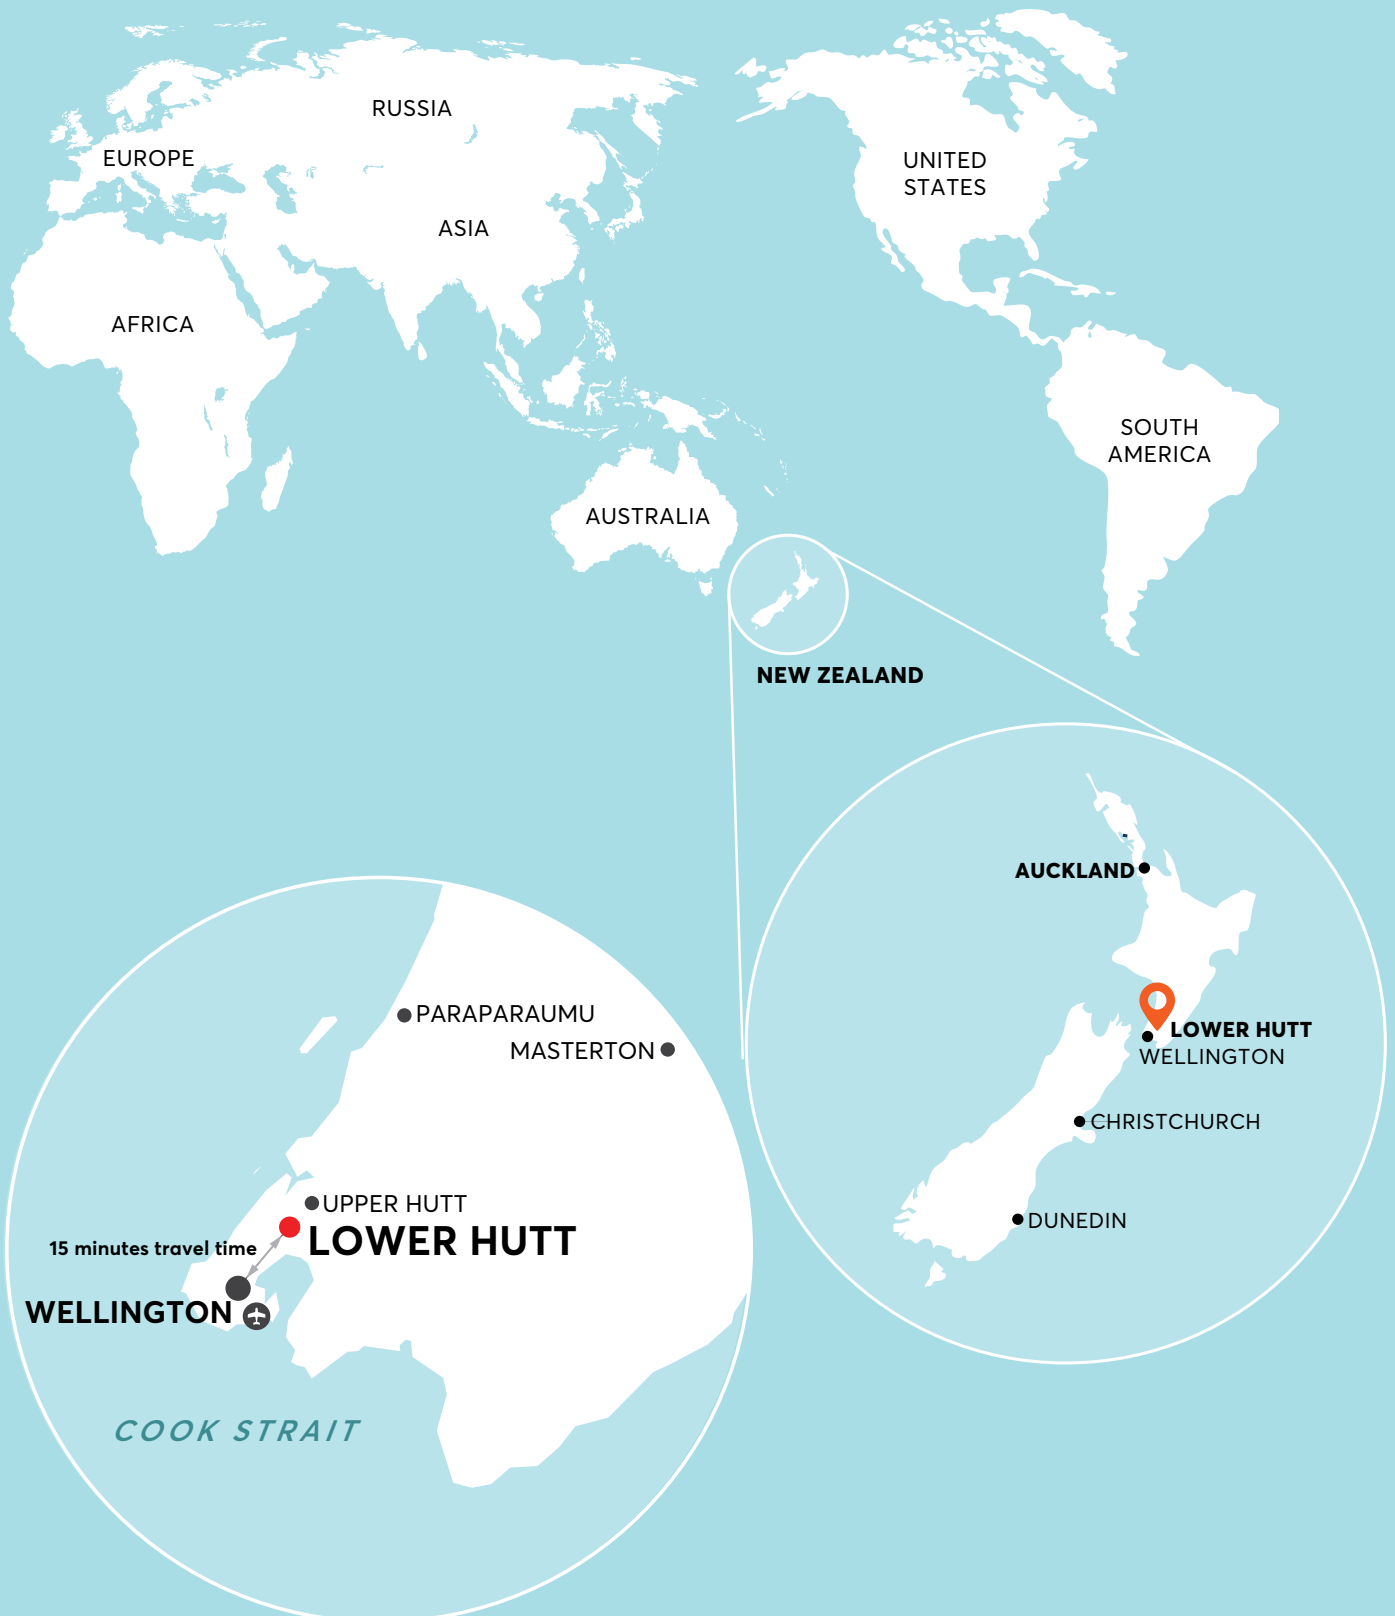 RUSSIA
EUROPE
UNITED
STATES
ASIA
AFRICA
SOUTH
AMERICA
AUSTRALIA
NEW ZEALAND
AUCKLAND
LOWER HUTT
WELLINGTON
CHRISTCHURCH
DUNEDIN
PARAPARAUMU
MASTERTON
UPPER HUTT
LOWER HUTT
15 minutes travel time
WELLINGTON
COOK STRAIT